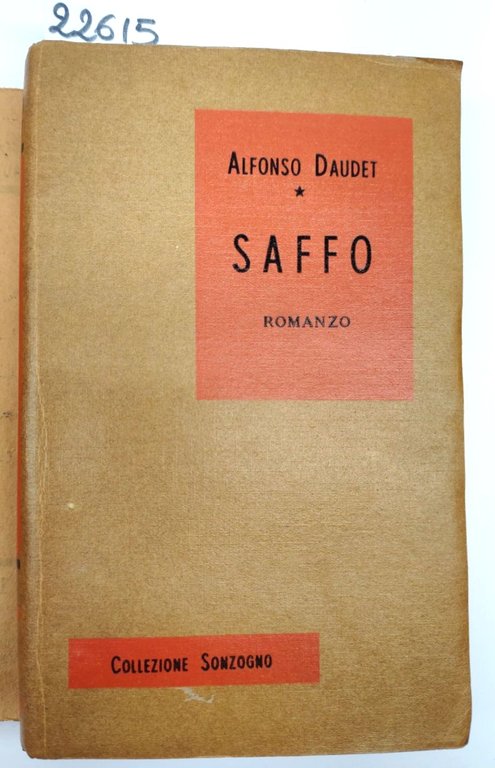 22615
ALFONSO DAUDET
★
SAFFO
ROMANZO
COLLEZIONE SONZOGNO